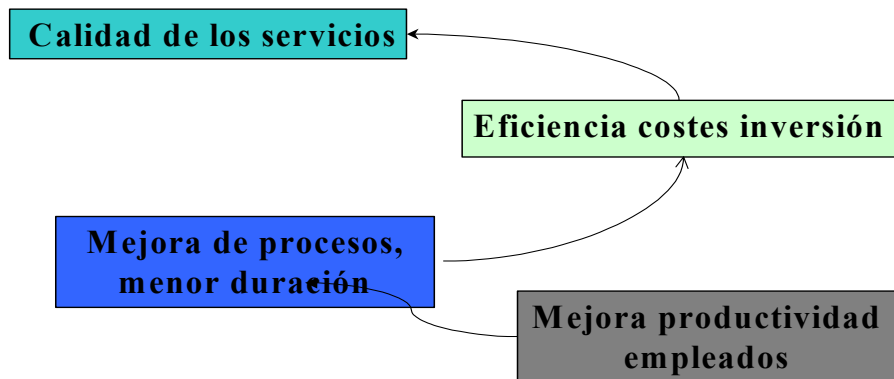 Calidad de los servicios
Eficiencia costes inversión
Mejora de procesos,
menor duración
Mejora productividad
empleados